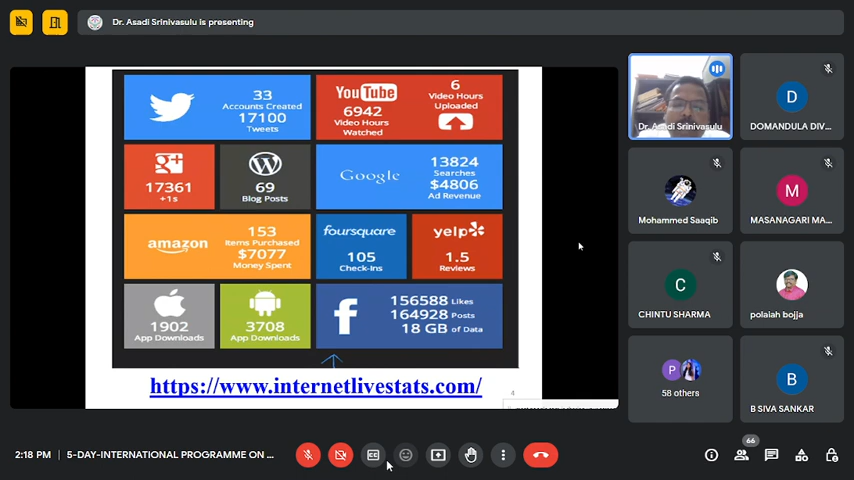 Dr. Asadi Srinivasulu is presenting
33
Accounts Created
17100
Tweets
YouTube
6942
Video Hours
Watched
6
Video Hours
Uploaded
g+
17361
+1s
69
Blog Posts
Google
13824
Searches
$4806
Ad Revenue
amazon
153
Items Purchased
$7077
Money Spent
foursquare
105
Check-Ins
yelp
1.5
Reviews
1902
App Downloads
3708
App Downloads
f
156588 Likes
164928 Posts
18 GB of Data
https://www.internetlivestats.com/
4
Dr. Asadi Srinivasulu
D
DOMANDULA DIV...
Mohammed Saaqib
M
MASANAGARI MA...
C
CHINTU SHARMA
polaiah bojja
P
58 others
B
B SIVA SANKAR
2:18 PM | 5-DAY-INTERNATIONAL PROGRAMME ON ...
CC
66